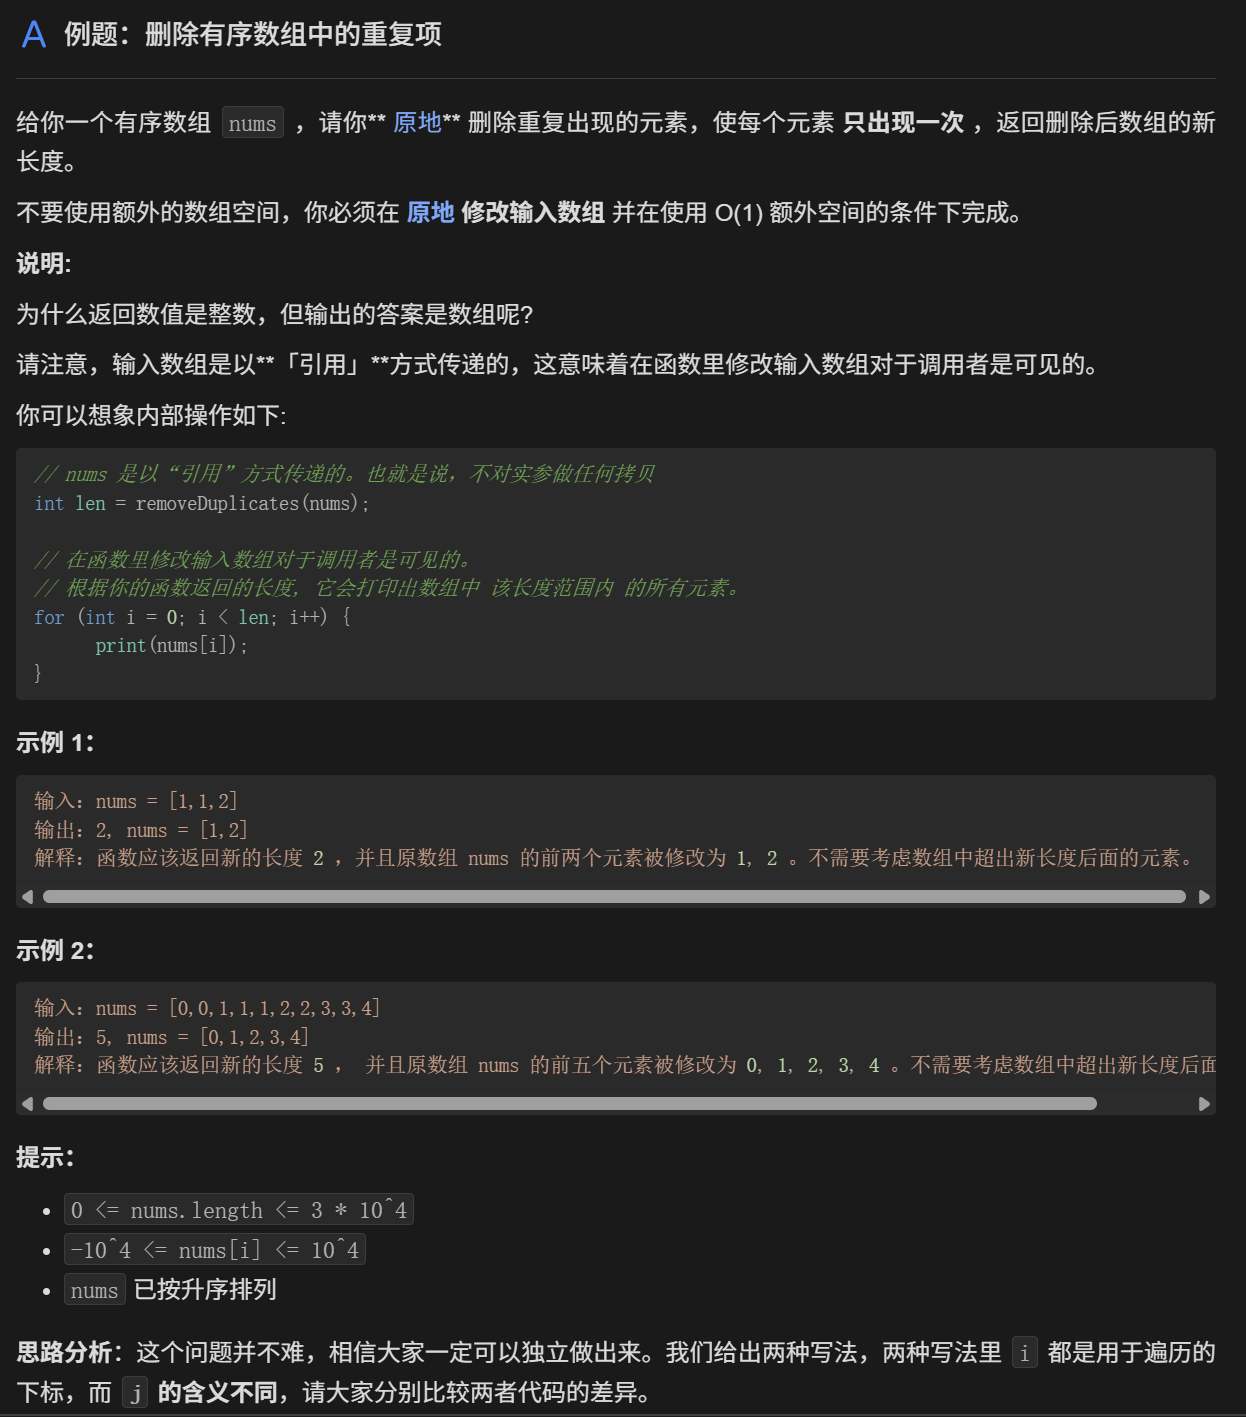 A 例题：删除有序数组中的重复项
给你一个有序数组 nums ，请你** 原地** 删除重复出现的元素，使每个元素 只出现一次 ，返回删除后数组的新
长度。
不要使用额外的数组空间，你必须在 原地 修改输入数组 并在使用 O(1) 额外空间的条件下完成。
说明:
为什么返回数值是整数，但输出的答案是数组呢?
请注意，输入数组是以**「引用」**方式传递的，这意味着在函数里修改输入数组对于调用者是可见的。
你可以想象内部操作如下:
// nums 是以“引用”方式传递的。也就是说，不对实参做任何拷贝
int len = removeDuplicates(nums);
// 在函数里修改输入数组对于调用者是可见的。
// 根据你的函数返回的长度, 它会打印出数组中 该长度范围内 的所有元素。
for (int i = 0; i < len; i++) {
print(nums[i]);
}
示例 1：
输入：nums = [1,1,2]
输出：2, nums = [1,2]
解释：函数应该返回新的长度 2 ，并且原数组 nums 的前两个元素被修改为 1, 2 。不需要考虑数组中超出新长度后面的元素。
示例 2：
输入：nums = [0,0,1,1,1,2,2,3,3,4]
输出：5, nums = [0,1,2,3,4]
解释：函数应该返回新的长度 5 ， 并且原数组 nums 的前五个元素被修改为 0, 1, 2, 3, 4 。不需要考虑数组中超出新长度后面
提示：
0 <= nums.length <= 3 * 10^4
-10^4 <= nums[i] <= 10^4
nums 已按升序排列
思路分析：这个问题并不难，相信大家一定可以独立做出来。我们给出两种写法，两种写法里 i 都是用于遍历的
下标，而 j 的含义不同，请大家分别比较两者代码的差异。